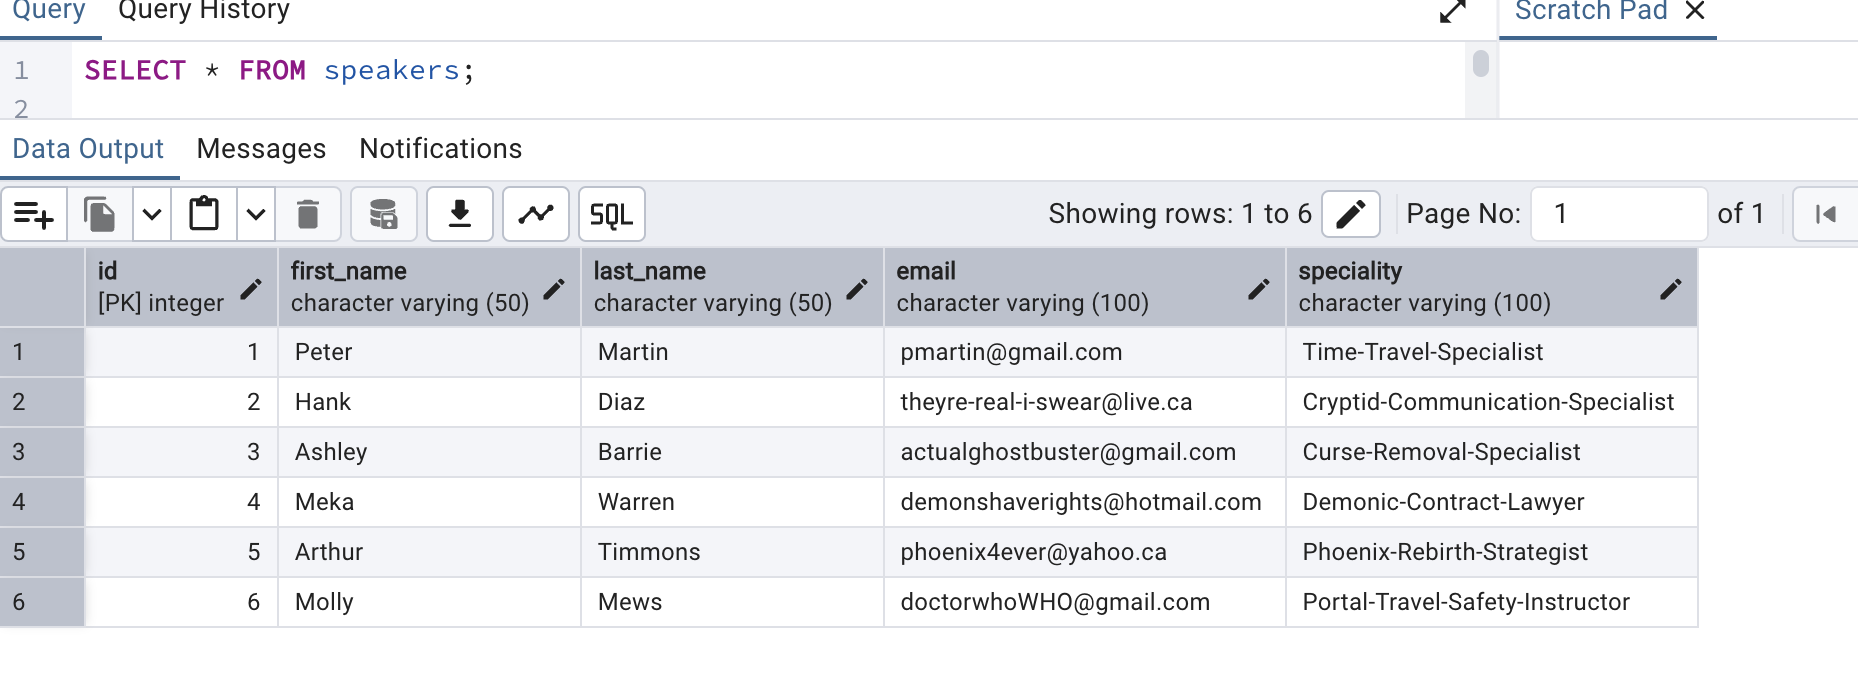 Query Query History Scratch Pad
1 SELECT * FROM speakers;
2
Data Output Messages Notifications
SQL Showing rows: 1 to 6 Page No: 1 of 1
id first_name last_name email speciality
[PK] integer character varying (50) character varying (50) character varying (100) character varying (100)
1 1 Peter Martin pmartin@gmail.com Time-Travel-Specialist
2 2 Hank Diaz theyre-real-i-swear@live.ca Cryptid-Communication-Specialist
3 3 Ashley Barrie actualghostbuster@gmail.com Curse-Removal-Specialist
4 4 Meka Warren demonshaverights@hotmail.com Demonic-Contract-Lawyer
5 5 Arthur Timmons phoenix4ever@yahoo.ca Phoenix-Rebirth-Strategist
6 6 Molly Mews doctorwhoWHO@gmail.com Portal-Travel-Safety-Instructor